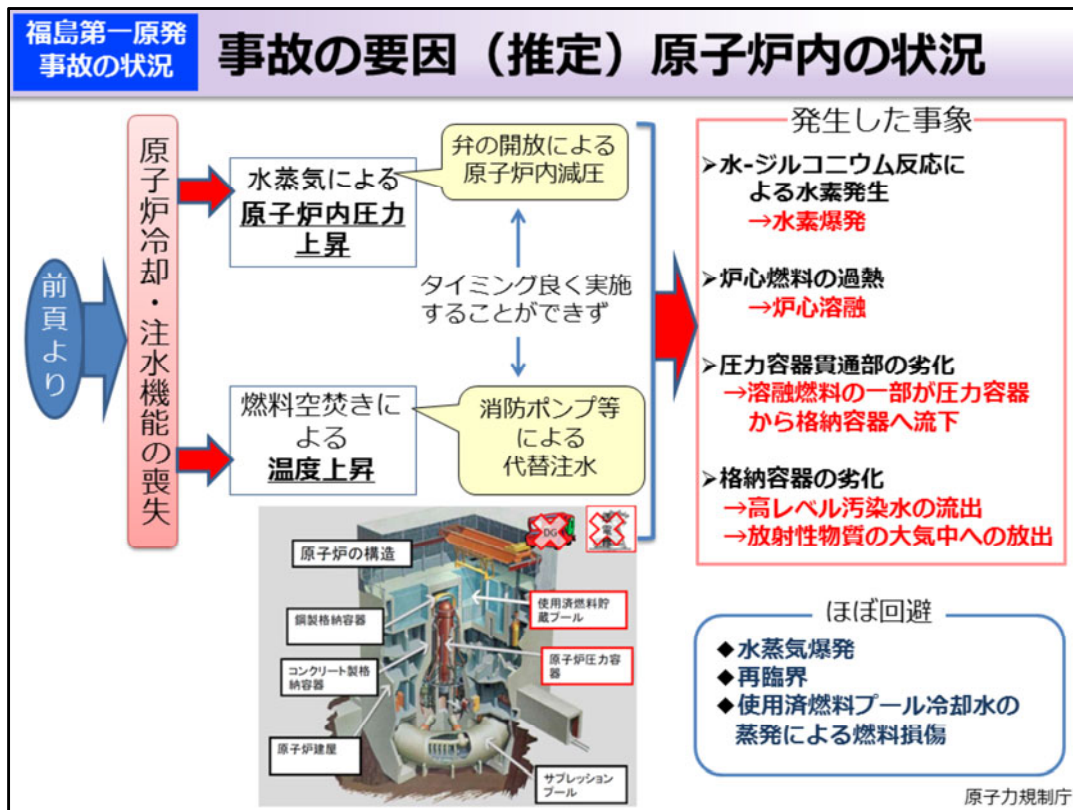 福島第一原発
事故の状況
事故の要因（推定）原子炉内の状況
前頁より
原子炉冷却・注水機能の喪失
水蒸気による
原子炉内圧力
上昇
弁の開放による
原子炉内減圧
タイミング良く実施
することができず
燃料空焚きに
よる
温度上昇
消防ポンプ等
による
代替注水
発生した事象
➢水-ジルコニウム反応に
よる水素発生
→水素爆発
➢炉心燃料の過熱
→炉心溶融
➢圧力容器貫通部の劣化
→溶融燃料の一部が圧力容器
から格納容器へ流下
➢格納容器の劣化
→高レベル汚染水の流出
→放射性物質の大気中への放出
DG
原子炉の構造
鋼製格納容器
コンクリート製格
納容器
原子炉建屋
使用済燃料貯
蔵プール
原子炉圧力容
器
サプレッション
プール
ほぼ回避
◆水蒸気爆発
◆再臨界
◆使用済燃料プール冷却水の
蒸発による燃料損傷
原子力規制庁